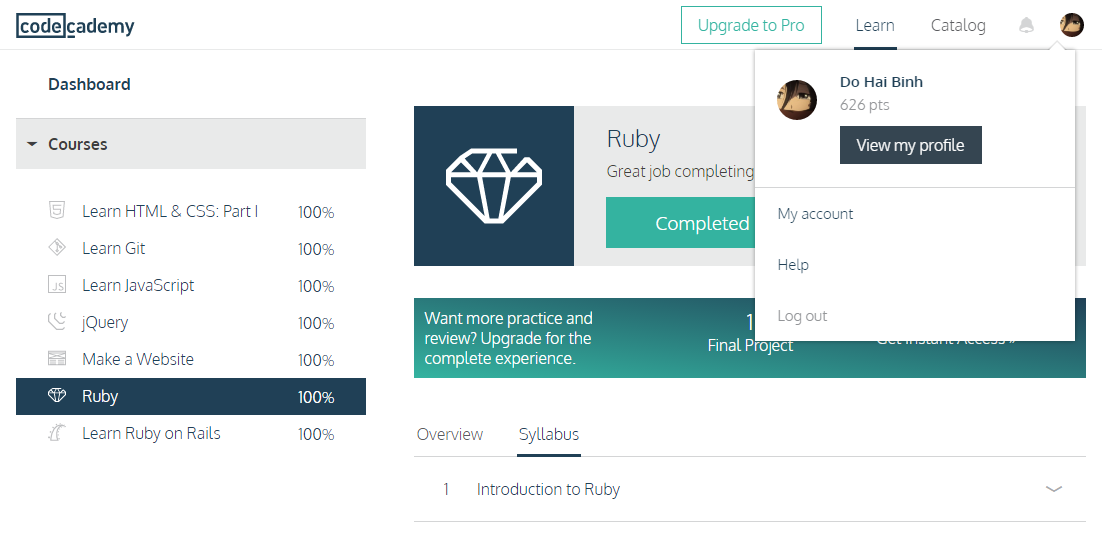 codecademy
Upgrade to Pro
Learn
Catalog
Do Hai Binh
626 pts
View my profile
My account
Help
Log out
Dashboard
Courses
Learn HTML & CSS: Part I 100%
Learn Git 100%
JS Learn JavaScript 100%
jQuery 100%
Make a Website 100%
Ruby 100%
Learn Ruby on Rails 100%
Ruby
Great job completing
Completed
Want more practice and
review? Upgrade for the
complete experience.
1
Final Project
Get Instant Access »
Overview
Syllabus
1 Introduction to Ruby